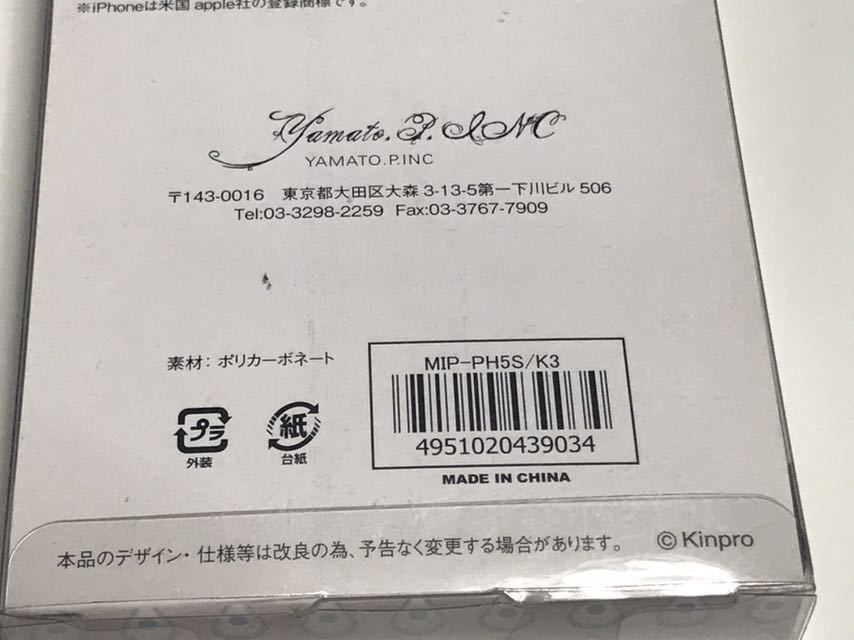 ※iPhoneは米国 apple社の登録商標です。
Yamato.P.INC
YAMATO.P.INC
〒143-0016 東京都大田区大森 3-13-5第一下川ビル 506
Tel:03-3298-2259 Fax:03-3767-7909
素材：ポリカーボネート
MIP-PH5S/K3
4951020439034
MADE IN CHINA
プラ
外装
紙
台紙
本品のデザイン・仕様等は改良の為、予告なく変更する場合があります。
©Kinpro